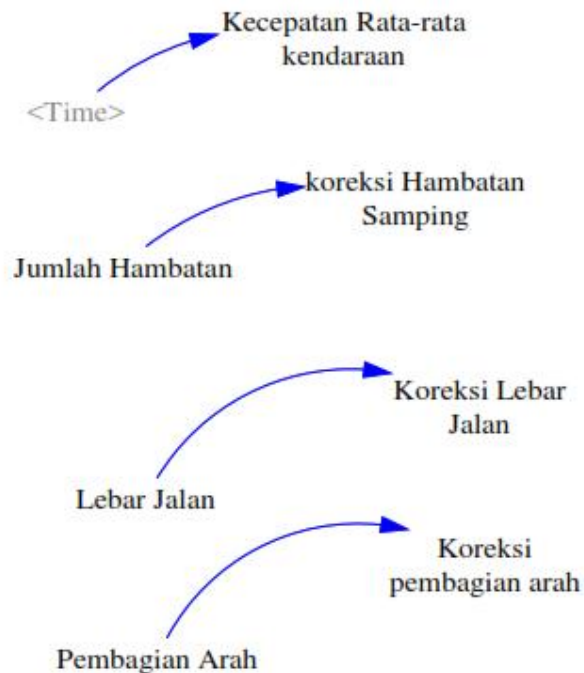 Kecepatan Rata-rata
kendaraan
<Time>
koreksi Hambatan
Samping
Jumlah Hambatan
Koreksi Lebar
Jalan
Lebar Jalan
Koreksi
pembagian arah
Pembagian Arah